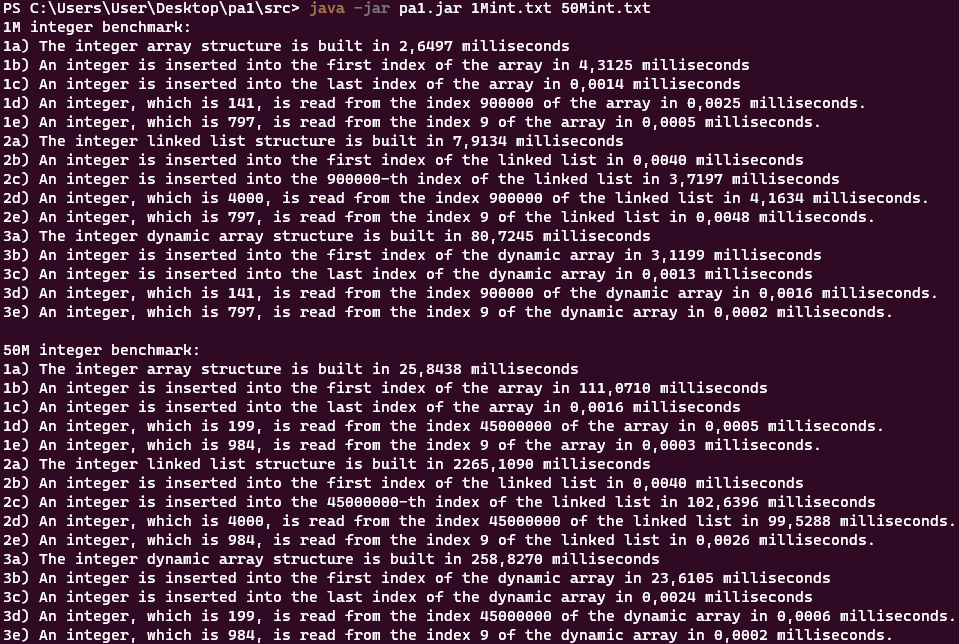 PS C:\Users\User\Desktop\pa1\src> java -jar pa1.jar 1Mint.txt 50Mint.txt
1M integer benchmark:
1a) The integer array structure is built in 2,6497 milliseconds
1b) An integer is inserted into the first index of the array in 4,3125 milliseconds
1c) An integer is inserted into the last index of the array in 0,0014 milliseconds
1d) An integer, which is 141, is read from the index 900000 of the array in 0,0025 milliseconds.
1e) An integer, which is 797, is read from the index 9 of the array in 0,0005 milliseconds.
2a) The integer linked list structure is built in 7,9134 milliseconds
2b) An integer is inserted into the first index of the linked list in 0,0040 milliseconds
2c) An integer is inserted into the 900000-th index of the linked list in 3,7197 milliseconds
2d) An integer, which is 4000, is read from the index 900000 of the linked list in 4,1634 milliseconds.
2e) An integer, which is 797, is read from the index 9 of the linked list in 0,0048 milliseconds.
3a) The integer dynamic array structure is built in 80,7245 milliseconds
3b) An integer is inserted into the first index of the dynamic array in 3,1199 milliseconds
3c) An integer is inserted into the last index of the dynamic array in 0,0013 milliseconds
3d) An integer, which is 141, is read from the index 900000 of the dynamic array in 0,0016 milliseconds.
3e) An integer, which is 797, is read from the index 9 of the dynamic array in 0,0002 milliseconds.
50M integer benchmark:
1a) The integer array structure is built in 25,8438 milliseconds
1b) An integer is inserted into the first index of the array in 111,0710 milliseconds
1c) An integer is inserted into the last index of the array in 0,0016 milliseconds
1d) An integer, which is 199, is read from the index 45000000 of the array in 0,0005 milliseconds.
1e) An integer, which is 984, is read from the index 9 of the array in 0,0003 milliseconds.
2a) The integer linked list structure is built in 2265,1090 milliseconds
2b) An integer is inserted into the first index of the linked list in 0,0040 milliseconds
2c) An integer is inserted into the 45000000-th index of the linked list in 102,6396 milliseconds
2d) An integer, which is 4000, is read from the index 45000000 of the linked list in 99,5288 milliseconds.
2e) An integer, which is 984, is read from the index 9 of the linked list in 0,0026 milliseconds.
3a) The integer dynamic array structure is built in 258,8270 milliseconds
3b) An integer is inserted into the first index of the dynamic array in 23,6105 milliseconds
3c) An integer is inserted into the last index of the dynamic array in 0,0024 milliseconds
3d) An integer, which is 199, is read from the index 45000000 of the dynamic array in 0,0006 milliseconds.
3e) An integer, which is 984, is read from the index 9 of the dynamic array in 0,0002 milliseconds.